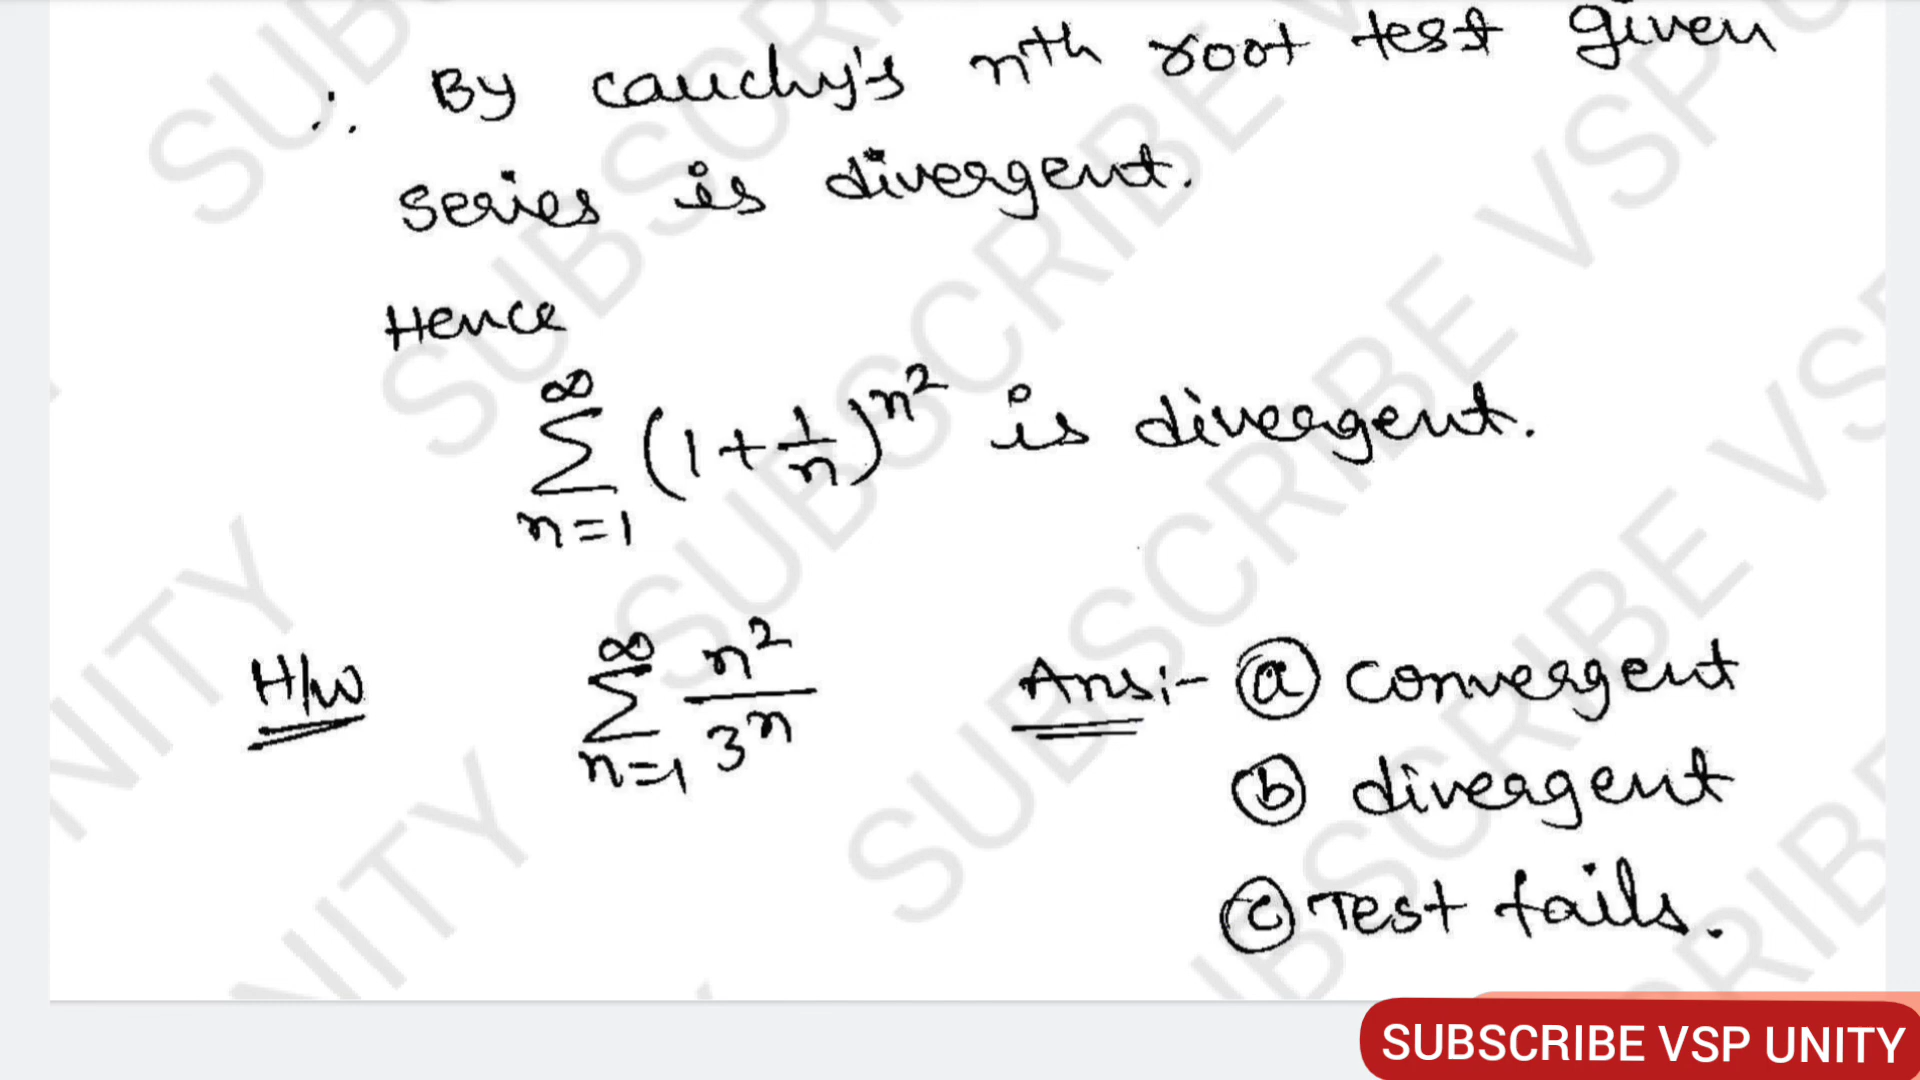 ∴ By cauchy's nth root test given
series is divergent.
Hence
∞
Σ (1+1/n)^n² is divergent.
n=1
H/w ∞ Σ n=1 n²/3ⁿ Ans:- (a) convergent
(b) divergent
(c) Test fails.
SUBSCRIBE VSP UNITY